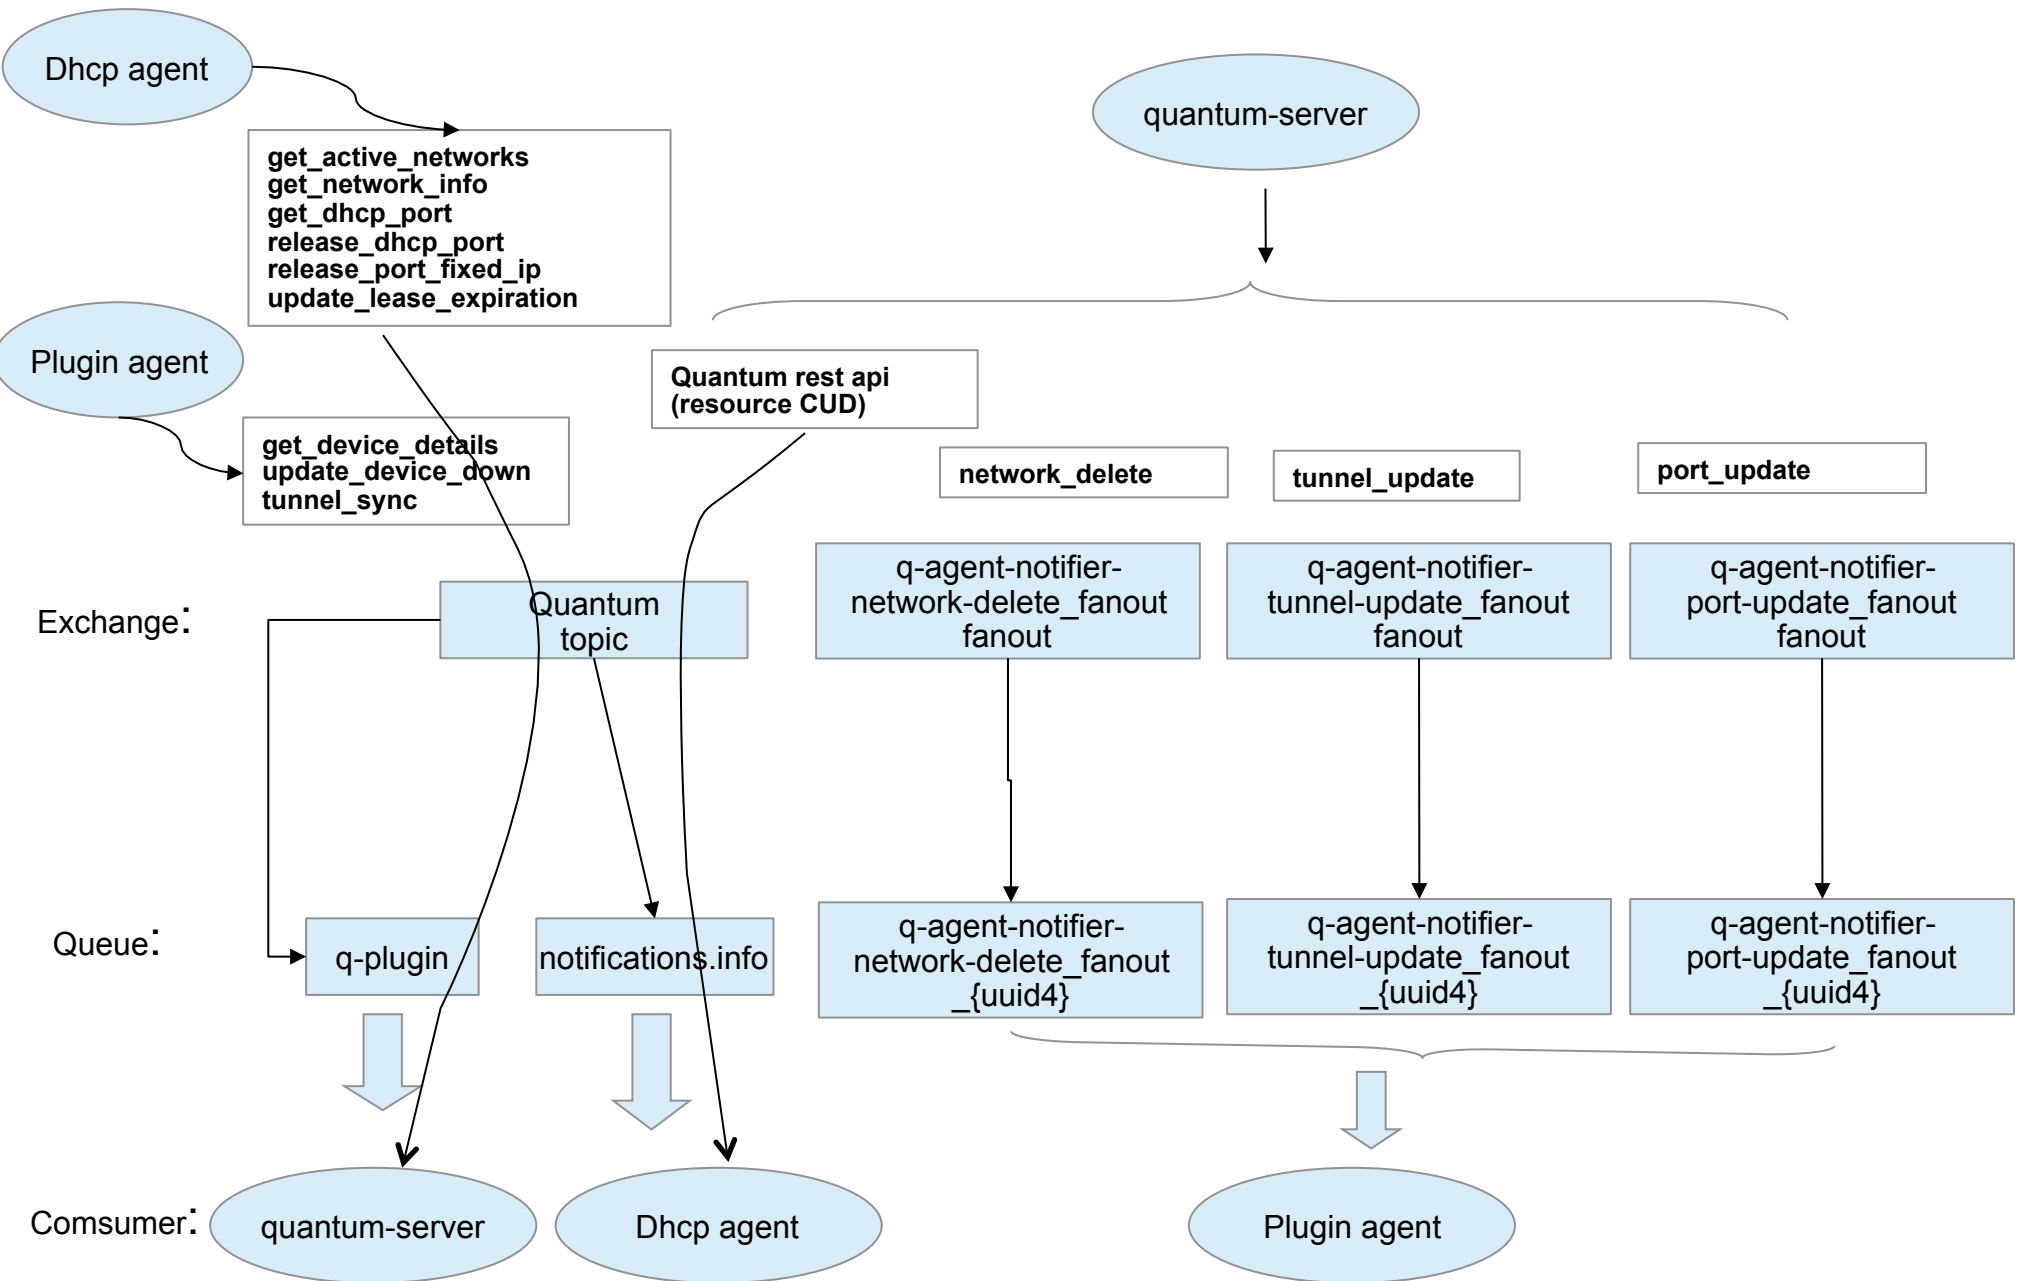 Dhcp agent
quantum-server
get_active_networks
get_network_info
get_dhcp_port
release_dhcp_port
release_port_fixed_ip
update_lease_expiration
Plugin agent
Quantum rest api
(resource CUD)
get_device_details
update_device_down
tunnel_sync
network_delete
tunnel_update
port_update
Exchange:
Quantum
topic
q-agent-notifier-
network-delete_fanout
fanout
q-agent-notifier-
tunnel-update_fanout
fanout
q-agent-notifier-
port-update_fanout
fanout
Queue:
q-plugin
notifications.info
q-agent-notifier-
network-delete_fanout
_{uuid4}
q-agent-notifier-
tunnel-update_fanout
_{uuid4}
q-agent-notifier-
port-update_fanout
_{uuid4}
Comsumer:
quantum-server
Dhcp agent
Plugin agent